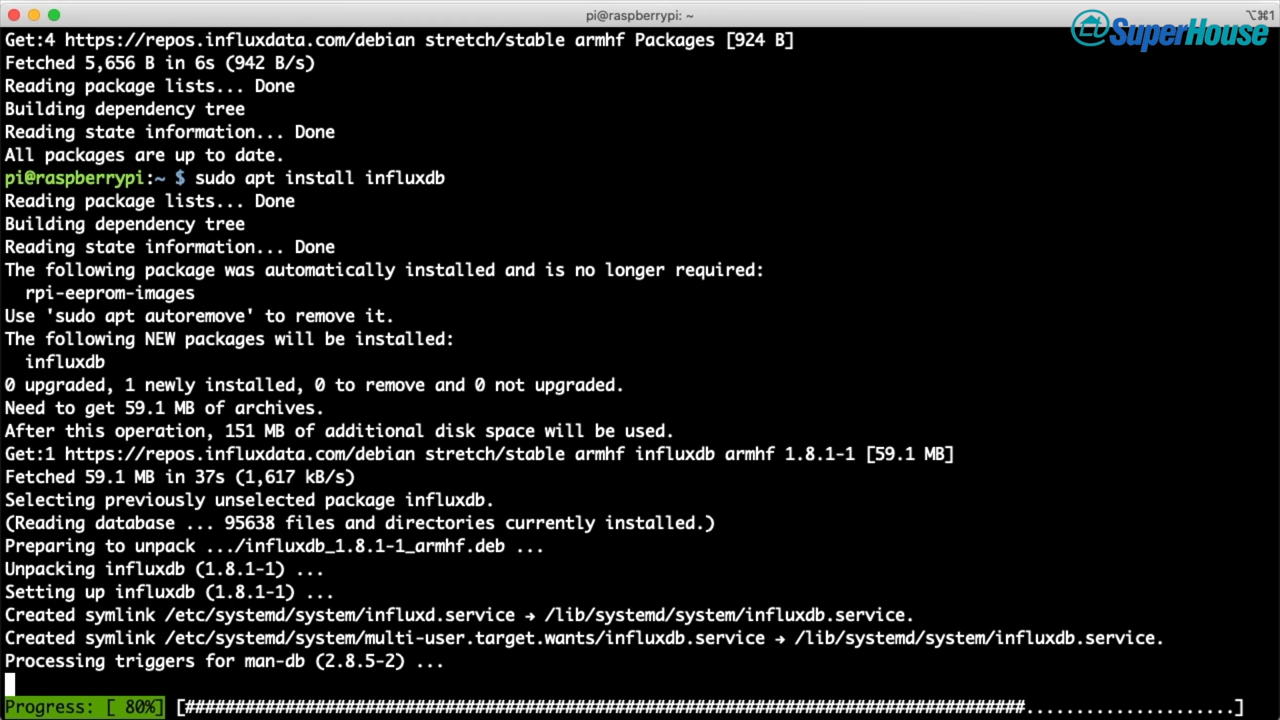 pi@raspberrypi: ~
⌥⌘1
SuperHouse
Get:4 https://repos.influxdata.com/debian stretch/stable armhf Packages [924 B]
Fetched 5,656 B in 6s (942 B/s)
Reading package lists... Done
Building dependency tree
Reading state information... Done
All packages are up to date.
pi@raspberrypi:~ $ sudo apt install influxdb
Reading package lists... Done
Building dependency tree
Reading state information... Done
The following package was automatically installed and is no longer required:
  rpi-eeprom-images
Use 'sudo apt autoremove' to remove it.
The following NEW packages will be installed:
  influxdb
0 upgraded, 1 newly installed, 0 to remove and 0 not upgraded.
Need to get 59.1 MB of archives.
After this operation, 151 MB of additional disk space will be used.
Get:1 https://repos.influxdata.com/debian stretch/stable armhf influxdb armhf 1.8.1-1 [59.1 MB]
Fetched 59.1 MB in 37s (1,617 kB/s)
Selecting previously unselected package influxdb.
(Reading database ... 95638 files and directories currently installed.)
Preparing to unpack .../influxdb_1.8.1-1_armhf.deb ...
Unpacking influxdb (1.8.1-1) ...
Setting up influxdb (1.8.1-1) ...
Created symlink /etc/systemd/system/influxd.service → /lib/systemd/system/influxdb.service.
Created symlink /etc/systemd/system/multi-user.target.wants/influxdb.service → /lib/systemd/system/influxdb.service.
Processing triggers for man-db (2.8.5-2) ...
Progress: [ 80%] [####################################################################################.....................]